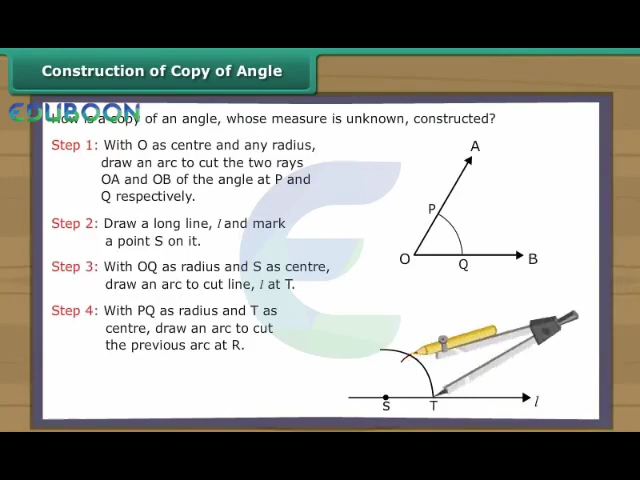 Construction of Copy of Angle
EDUBOON
How is a copy of an angle, whose measure is unknown, constructed?
Step 1: With O as centre and any radius,
draw an arc to cut the two rays
OA and OB of the angle at P and
Q respectively.
Step 2: Draw a long line, l and mark
a point S on it.
Step 3: With OQ as radius and S as centre,
draw an arc to cut line, l at T.
Step 4: With PQ as radius and T as
centre, draw an arc to cut
the previous arc at R.
A
P
O
Q
B
S
T
l